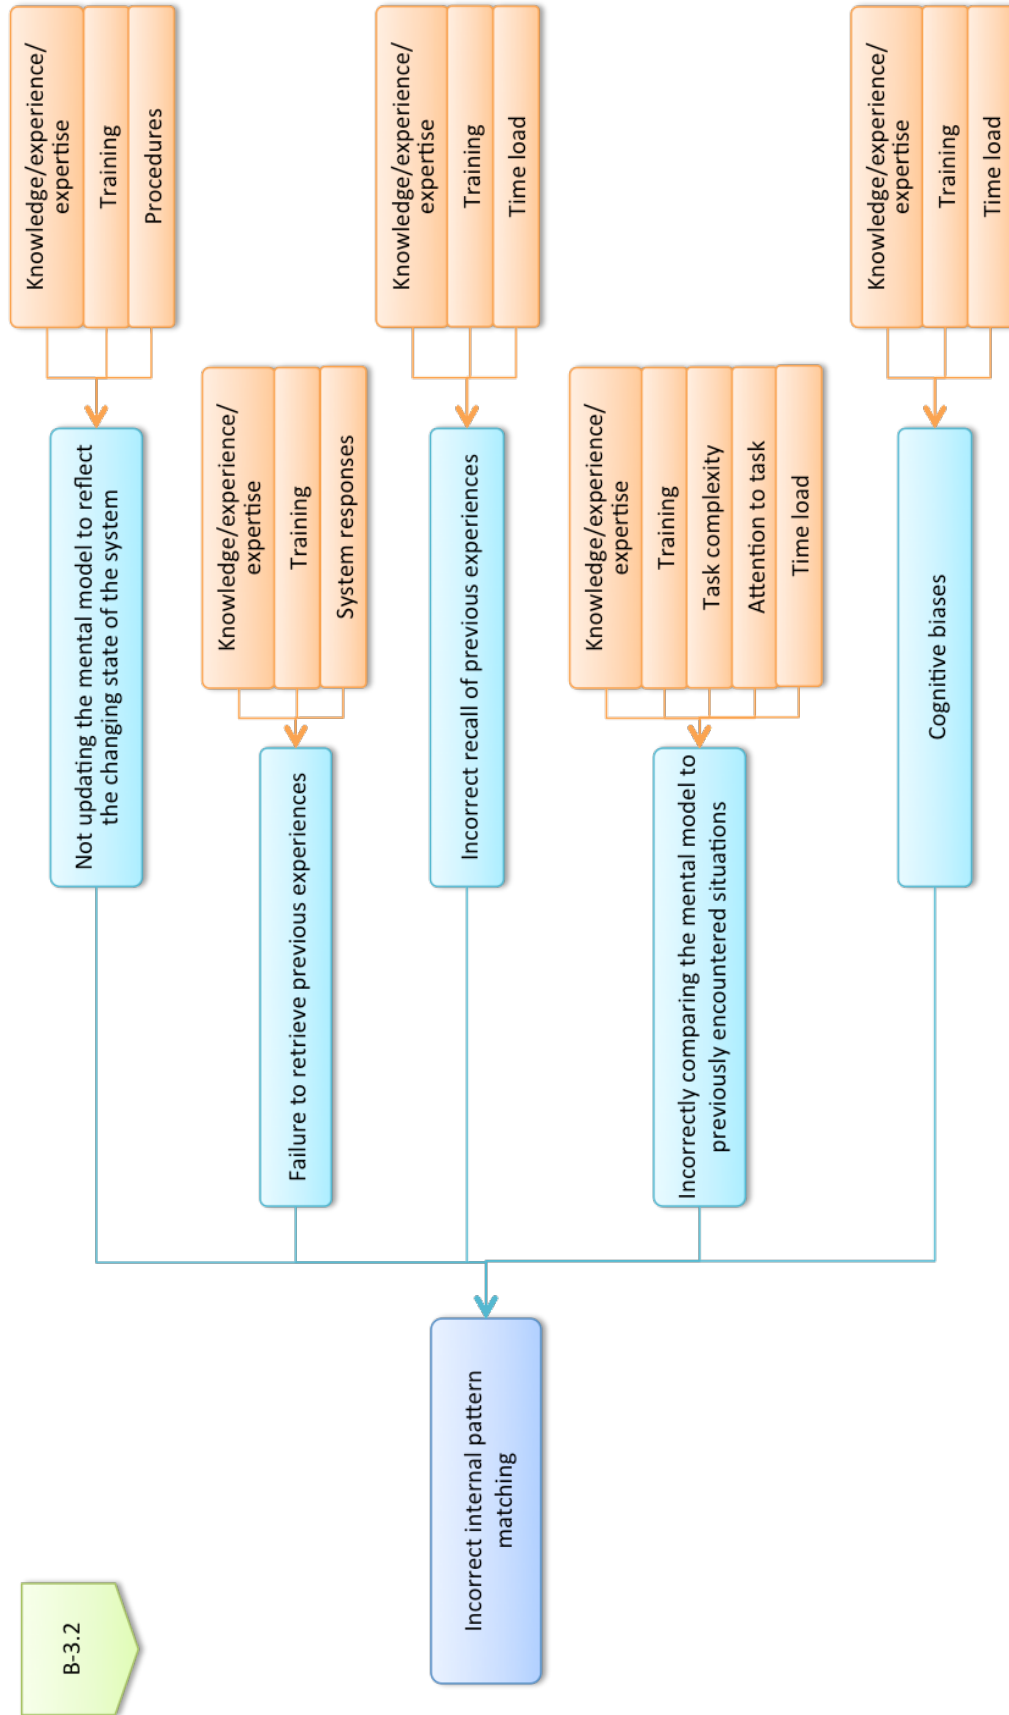 B-3.2
Incorrect internal pattern
matching
Not updating the mental model to reflect
the changing state of the system
Knowledge/experience/
expertise
Training
Procedures
Failure to retrieve previous experiences
Knowledge/experience/
expertise
Training
System responses
Incorrect recall of previous experiences
Knowledge/experience/
expertise
Training
Time load
Incorrectly comparing the mental model to
previously encountered situations
Knowledge/experience/
expertise
Training
Task complexity
Attention to task
Time load
Cognitive biases
Knowledge/experience/
expertise
Training
Time load